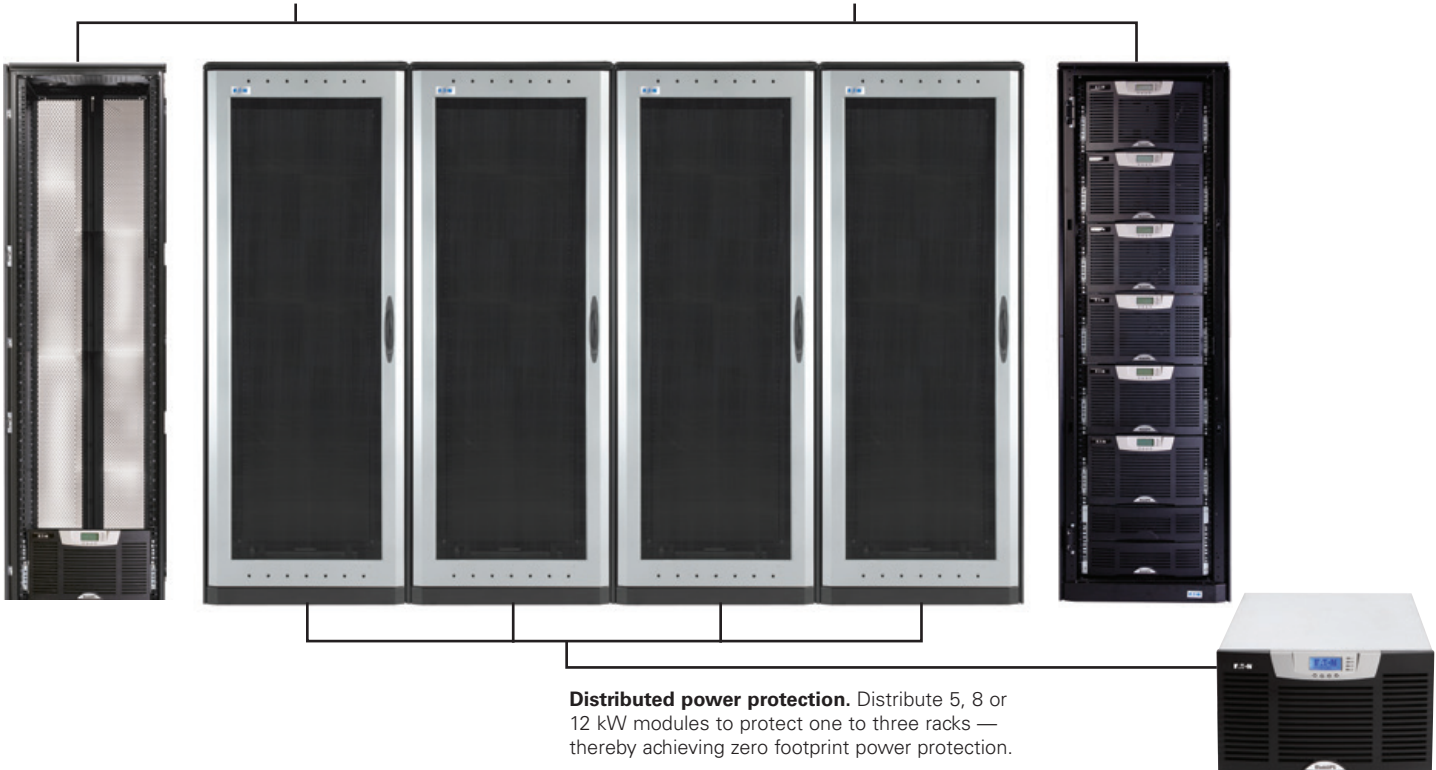 Distributed power protection. Distribute 5, 8 or
12 kW modules to protect one to three racks —
thereby achieving zero footprint power protection.
E·T·N